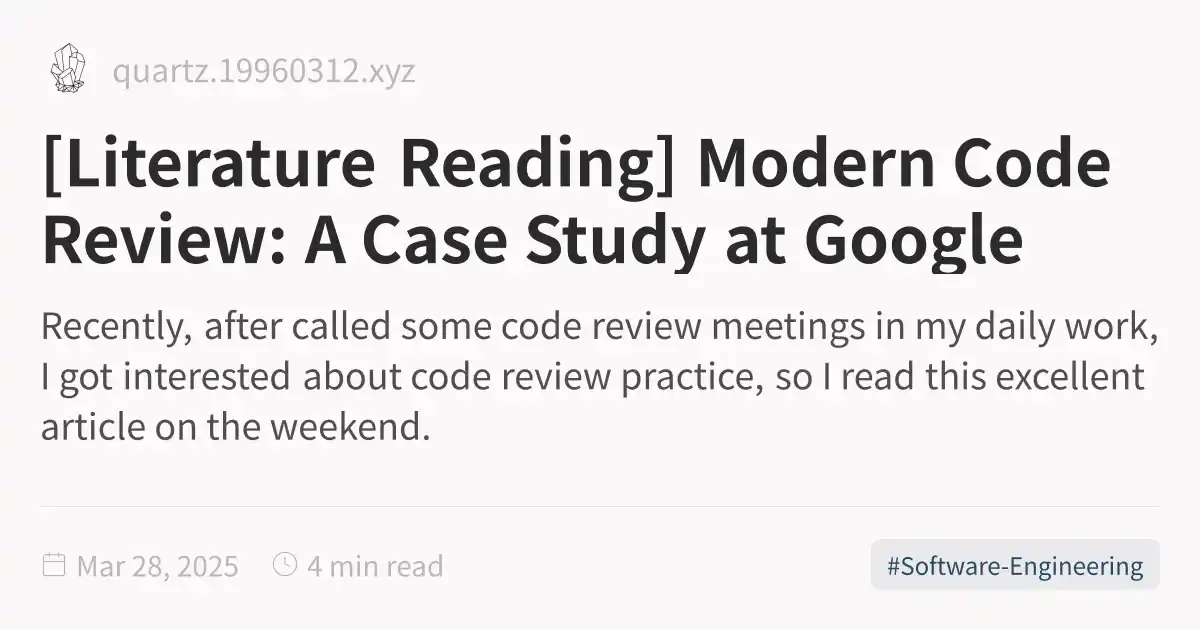 quartz.19960312.xyz
[Literature Reading] Modern Code
Review: A Case Study at Google
Recently, after called some code review meetings in my daily work,
I got interested about code review practice, so I read this excellent
article on the weekend.
Mar 28, 2025 4 min read #Software-Engineering